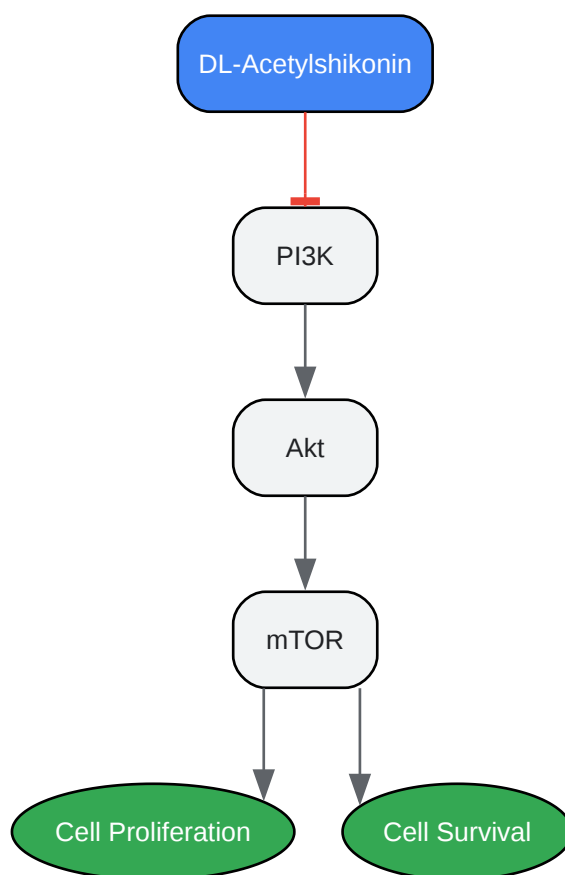 DL-Acetylshikonin
PI3K
Akt
mTOR
Cell Proliferation
Cell Survival